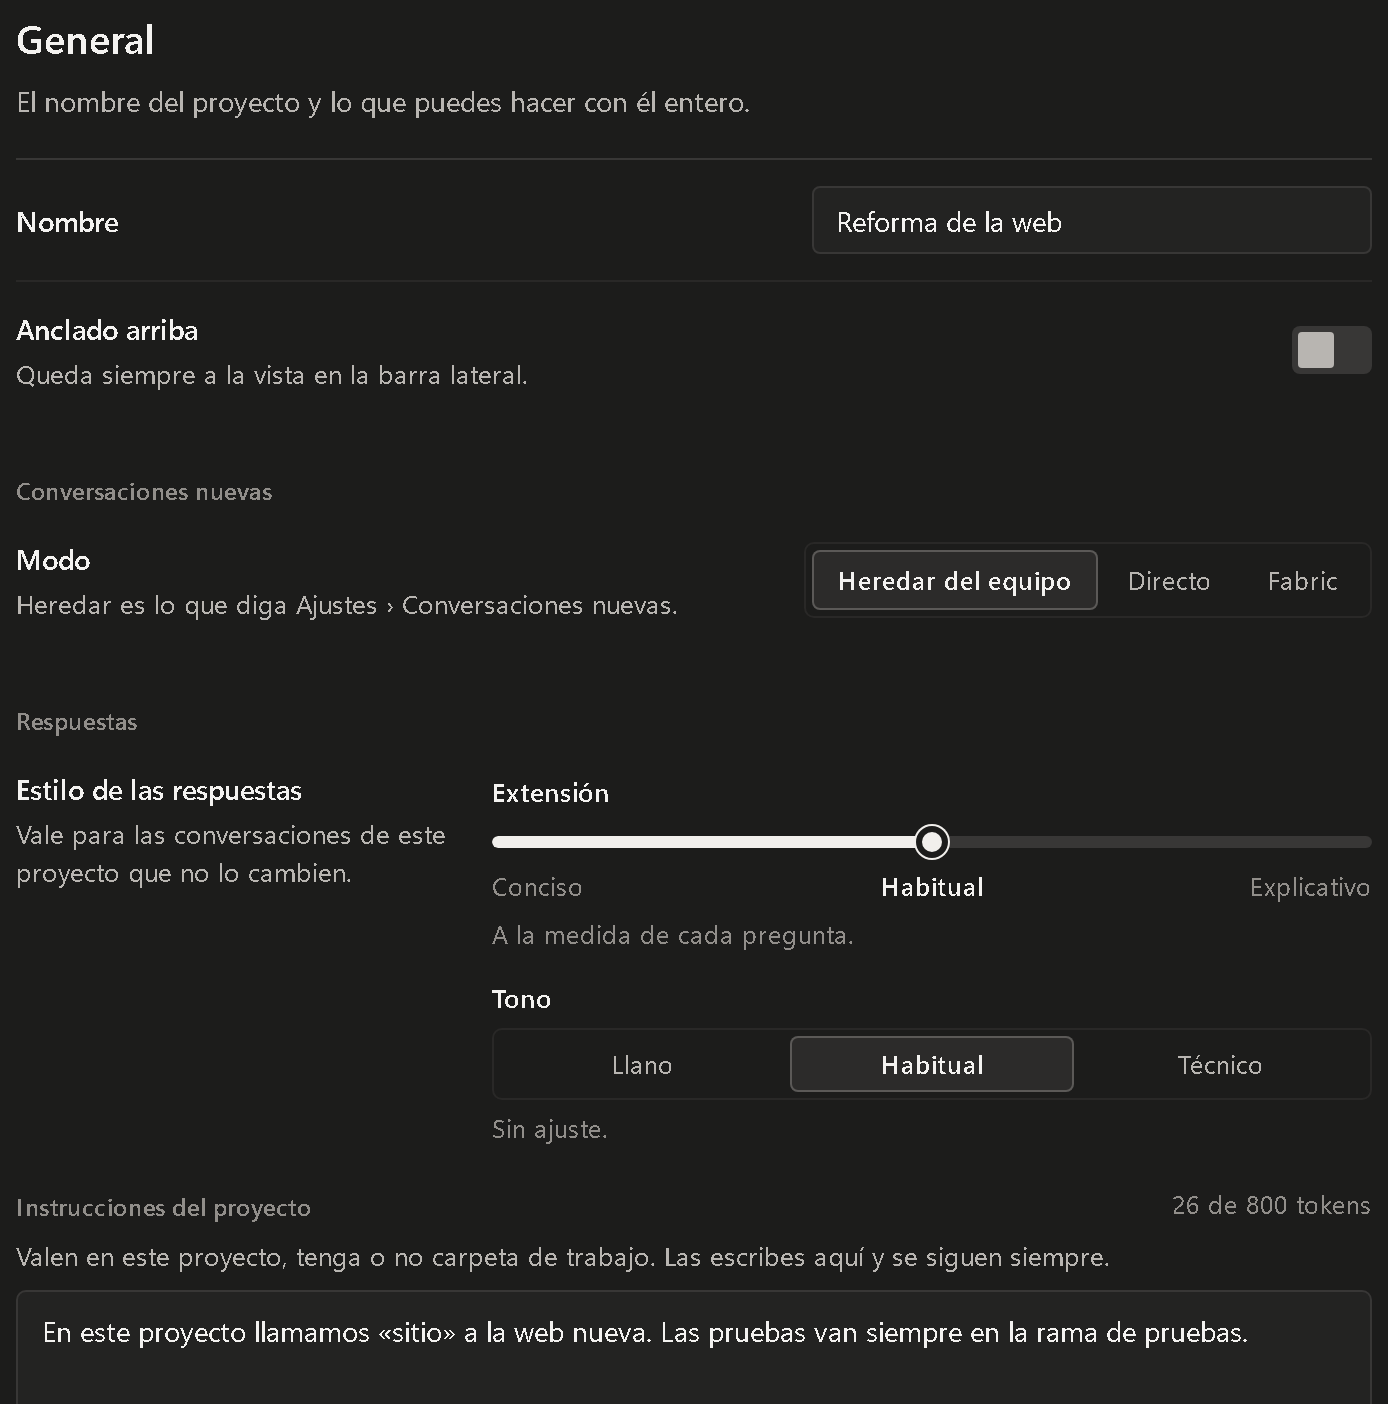 General
El nombre del proyecto y lo que puedes hacer con él entero.
Nombre
Reforma de la web
Anclado arriba
Queda siempre a la vista en la barra lateral.
Conversaciones nuevas
Modo
Heredar es lo que diga Ajustes › Conversaciones nuevas.
Heredar del equipo
Directo
Fabric
Respuestas
Estilo de las respuestas
Vale para las conversaciones de este
proyecto que no lo cambien.
Extensión
Conciso
Habitual
Explicativo
A la medida de cada pregunta.
Tono
Llano
Habitual
Técnico
Sin ajuste.
Instrucciones del proyecto
26 de 800 tokens
Valen en este proyecto, tenga o no carpeta de trabajo. Las escribes aquí y se siguen siempre.
En este proyecto llamamos «sitio» a la web nueva. Las pruebas van siempre en la rama de pruebas.